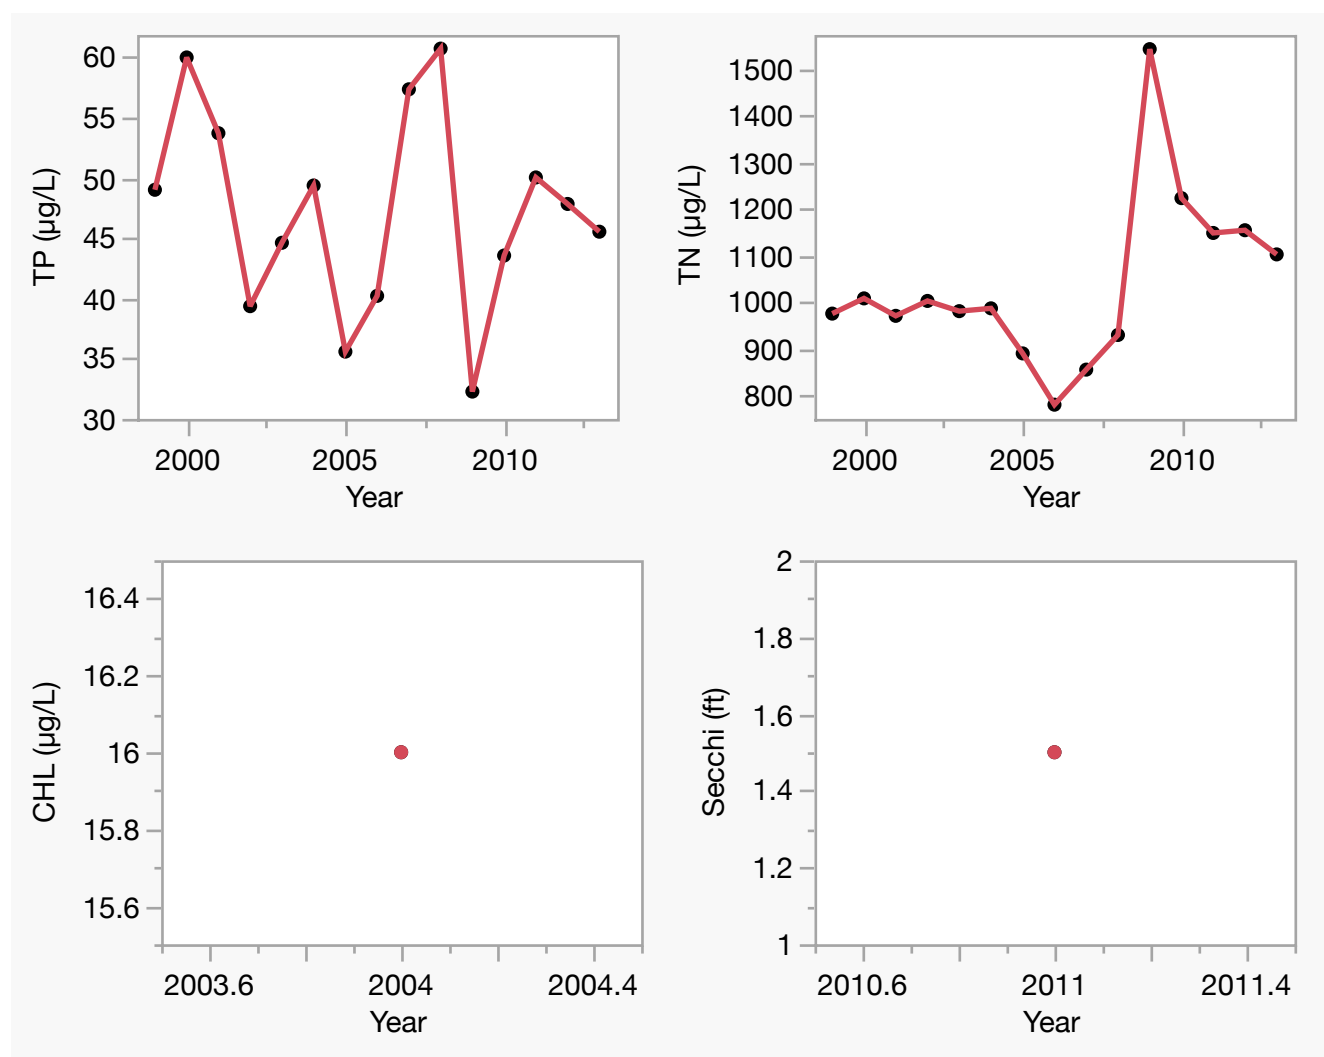 TP (µg/L)
60
55
50
45
40
35
30
2000 2005 2010
Year
TN (µg/L)
1500
1400
1300
1200
1100
1000
900
800
2000 2005 2010
Year
CHL (µg/L)
16.4
16.2
16
15.8
15.6
2003.6 2004 2004.4
Year
Secchi (ft)
2
1.8
1.6
1.4
1.2
1
2010.6 2011 2011.4
Year